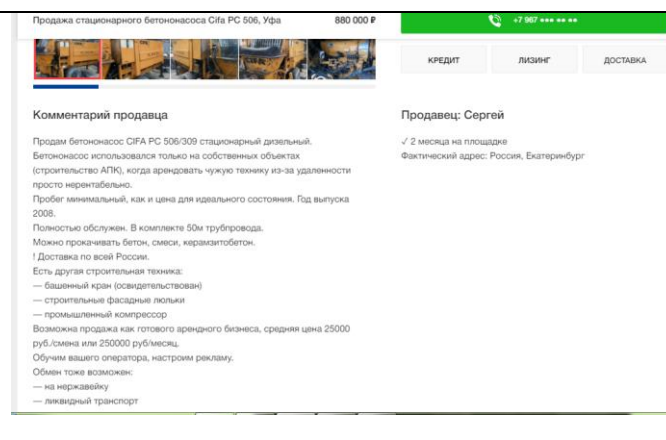 Продажа стационарного бетононасоса Cifa PC 506, Уфа 880 000 ₽
+7 967 ••• •• ••
КРЕДИТ ЛИЗИНГ ДОСТАВКА
Комментарий продавца
Продам бетононасос CIFA PC 506/309 стационарный дизельный.
Бетононасос использовался только на собственных объектах
(строительство АПК), когда арендовать чужую технику из-за удаленности
просто нерентабельно.
Пробег минимальный, как и цена для идеального состояния. Год выпуска
2008.
Полностью обслужен. В комплекте 50м трубпровода.
Можно прокачивать бетон, смеси, керамзитобетон.
! Доставка по всей России.
Есть другая строительная техника:
— башенный кран (освидетельствован)
— строительные фасадные люльки
— промышленный компрессор
Возможна продажа как готового арендного бизнеса, средняя цена 25000
руб./смена или 250000 руб/месяц.
Обучим вашего оператора, настроим рекламу.
Обмен тоже возможен:
— на нержавейку
— ликвидный транспорт
Продавец: Сергей
✓ 2 месяца на площадке
Фактический адрес: Россия, Екатеринбург